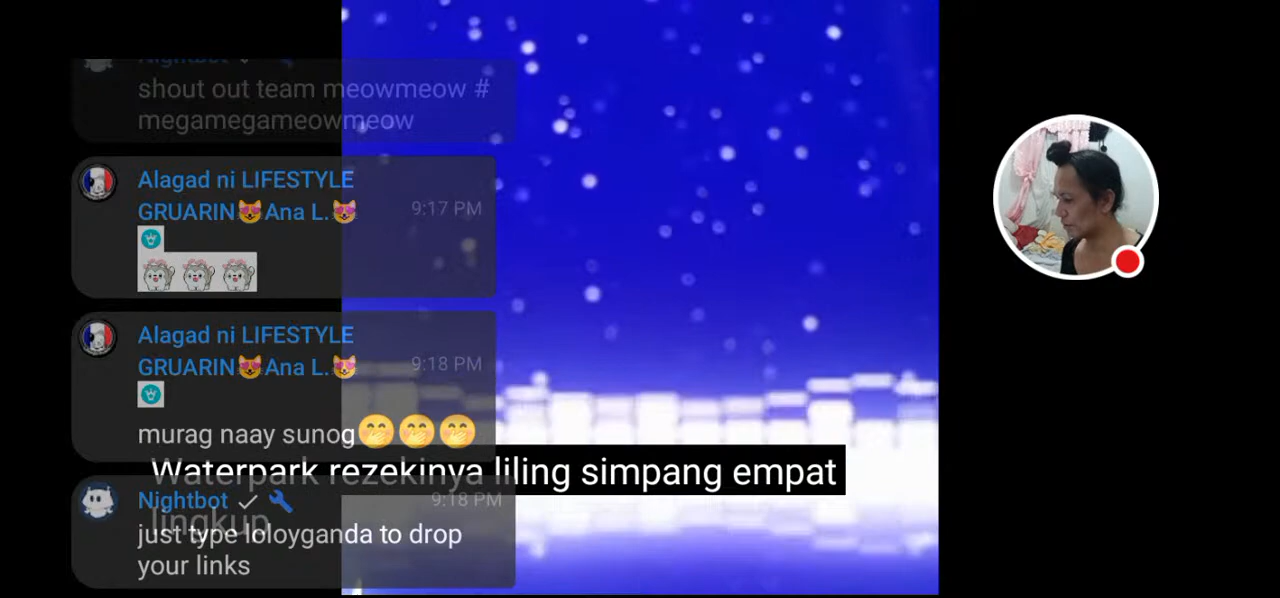 Nightbot
shout out team meowmeow #
megamegameowmeow
Alagad ni LIFESTYLE
GRUARIN😻Ana L.😻
9:17 PM
Alagad ni LIFESTYLE
GRUARIN😻Ana L.😻
9:18 PM
murag naay sunog🤭🤭🤭
Waterpark rezekinya liling simpang empat
lingkup
Nightbot
9:18 PM
just type loloyganda to drop
your links